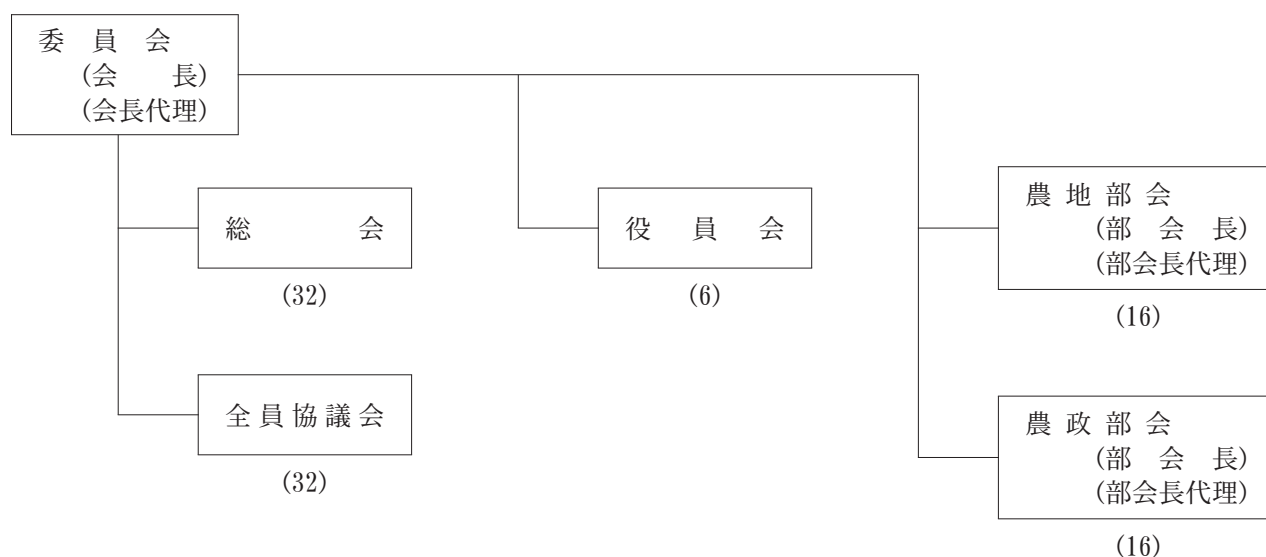 委員会
(会長)
(会長代理)
総会
(32)
全員協議会
(32)
役員会
(6)
農地部会
(部会長)
(部会長代理)
(16)
農政部会
(部会長)
(部会長代理)
(16)